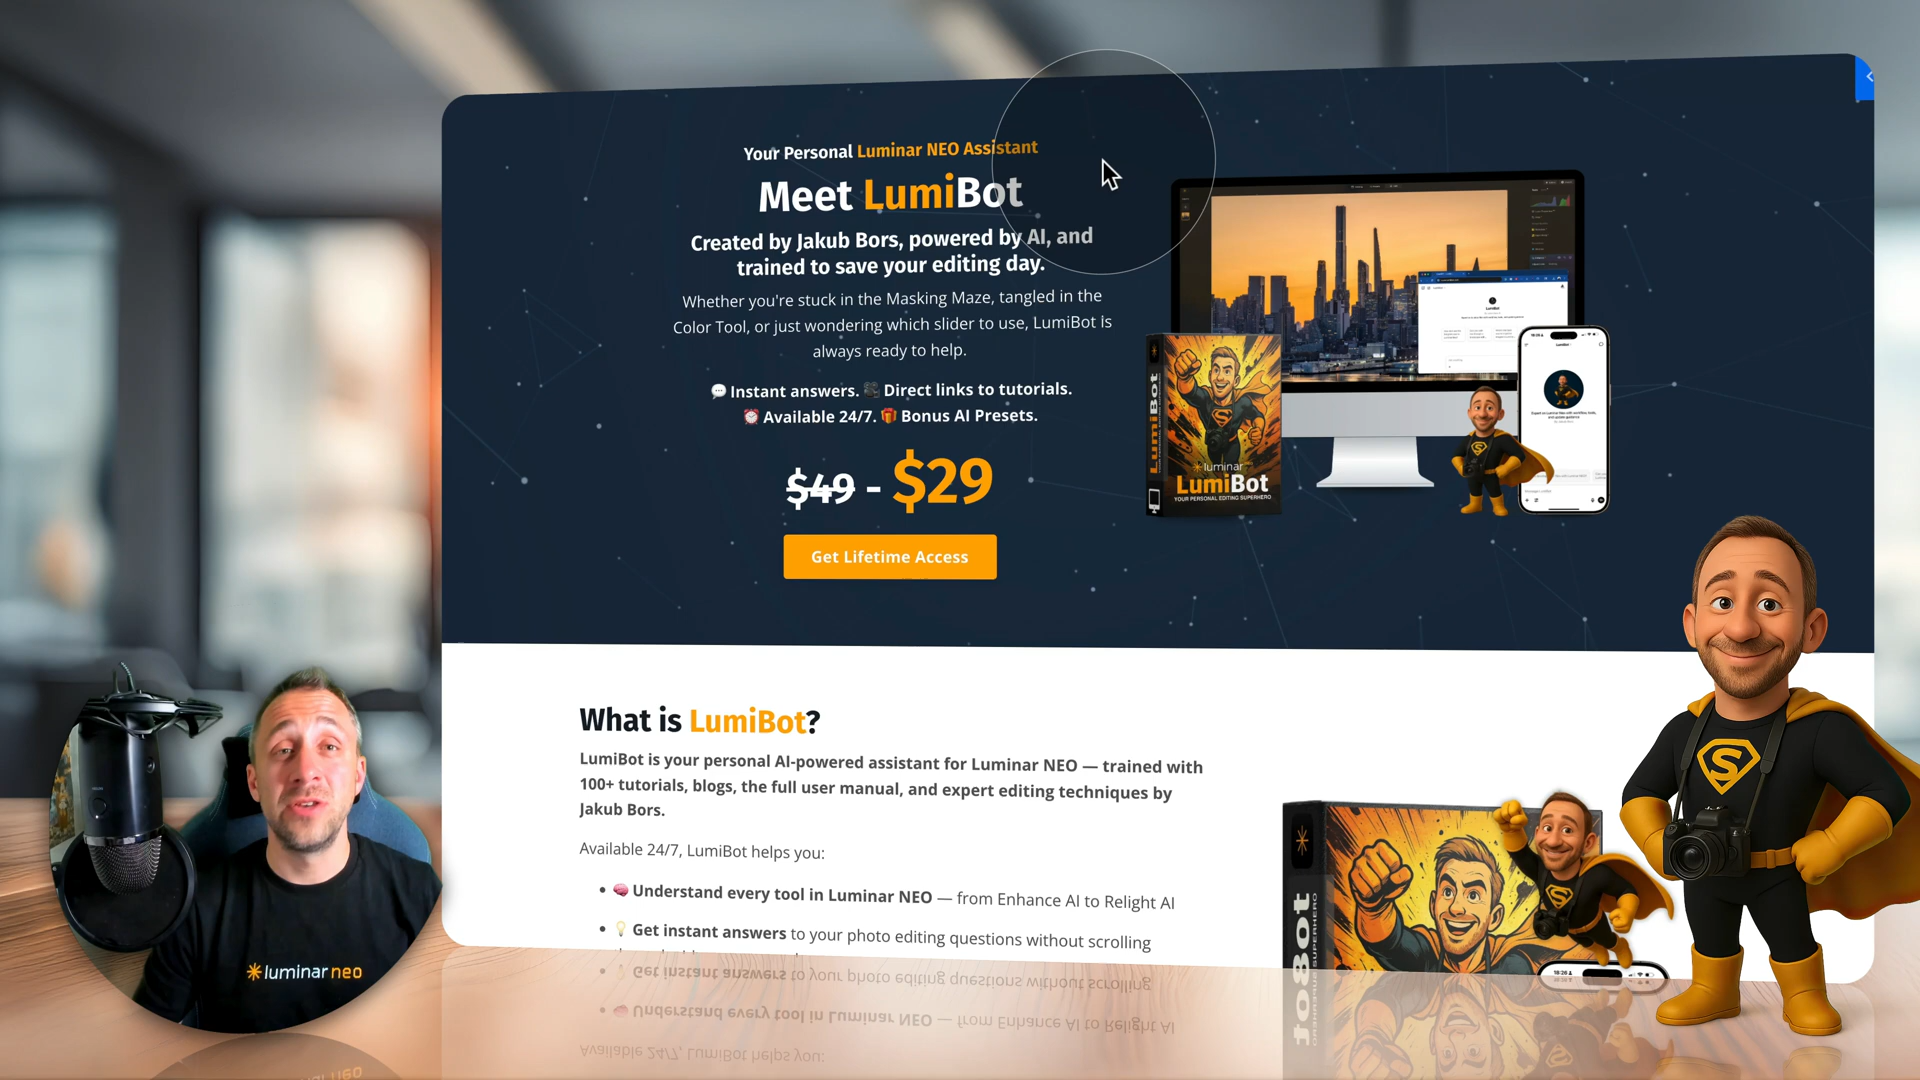 Your Personal Luminar NEO Assistant
Meet LumiBot
Created by Jakub Bors, powered by AI, and
trained to save your editing day.
Whether you're stuck in the Masking Maze, tangled in the
Color Tool, or just wondering which slider to use, LumiBot is
always ready to help.
💬 Instant answers. 🎥 Direct links to tutorials.
⏰ Available 24/7. 🎁 Bonus AI Presets.
$49 - $29
Get Lifetime Access
LumiBot
luminar
LumiBot
YOUR PERSONAL EDITING SUPERHERO
LumiBot
18:26
LumiBot
What is LumiBot?
LumiBot is your personal AI-powered assistant for Luminar NEO — trained with
100+ tutorials, blogs, the full user manual, and expert editing techniques by
Jakub Bors.
Available 24/7, LumiBot helps you:
• 🧠 Understand every tool in Luminar NEO — from Enhance AI to Relight AI
• 💡 Get instant answers to your photo editing questions without scrolling
S
18:26
luminar neo